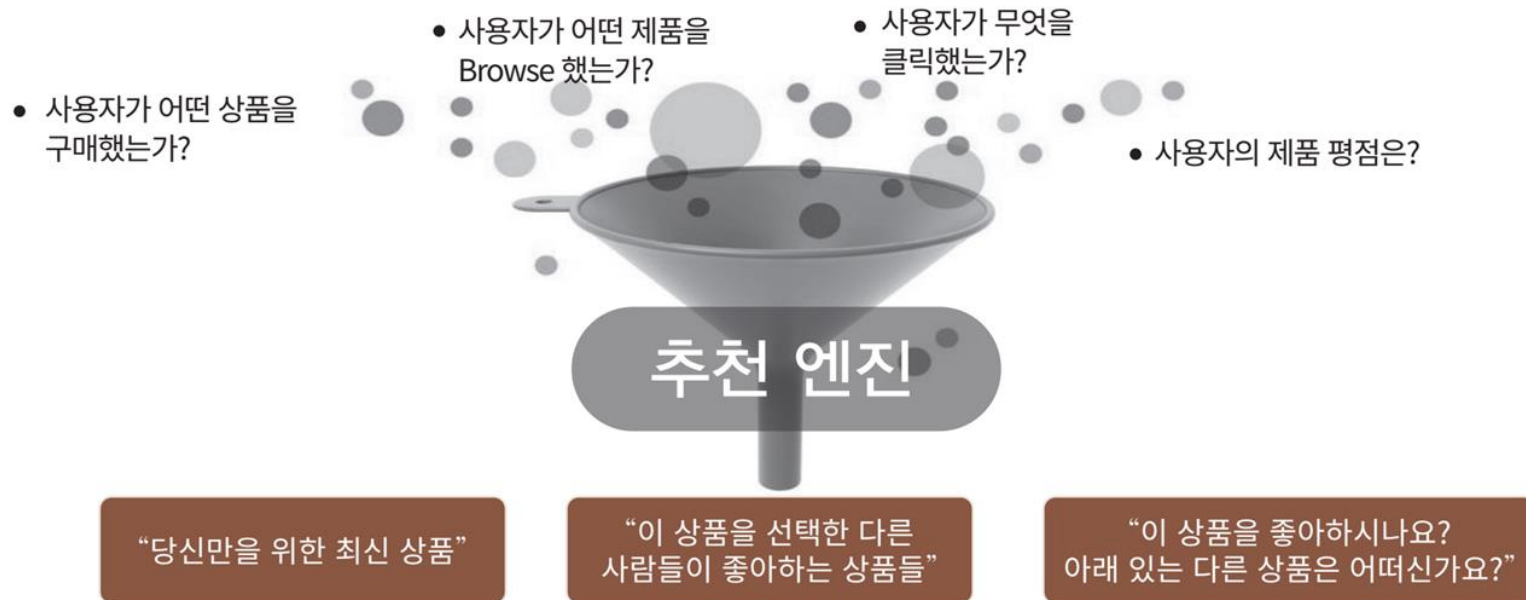 • 사용자가 어떤 상품을
구매했는가?
• 사용자가 어떤 제품을
Browse 했는가?
• 사용자가 무엇을
클릭했는가?
• 사용자의 제품 평점은?
추천 엔진
“당신만을 위한 최신 상품”
“이 상품을 선택한 다른
사람들이 좋아하는 상품들”
“이 상품을 좋아하시나요?
아래 있는 다른 상품은 어떠신가요?”